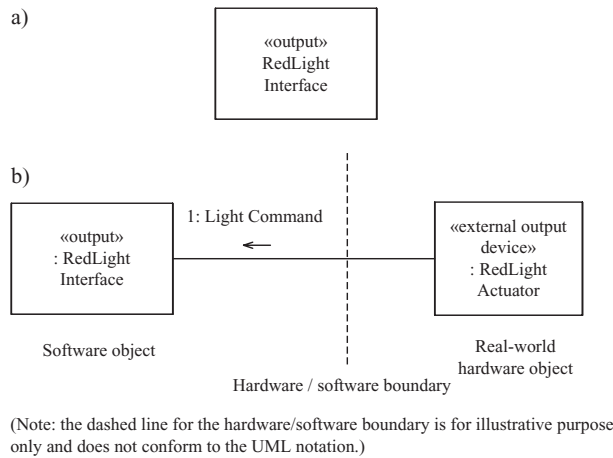 a)
«output»
RedLight
Interface
b)
1: Light Command
«output»
: RedLight
Interface
«external output
device»
: RedLight
Actuator
Software object
Real-world
hardware object
Hardware / software boundary
(Note: the dashed line for the hardware/software boundary is for illustrative purposes
only and does not conform to the UML notation.)